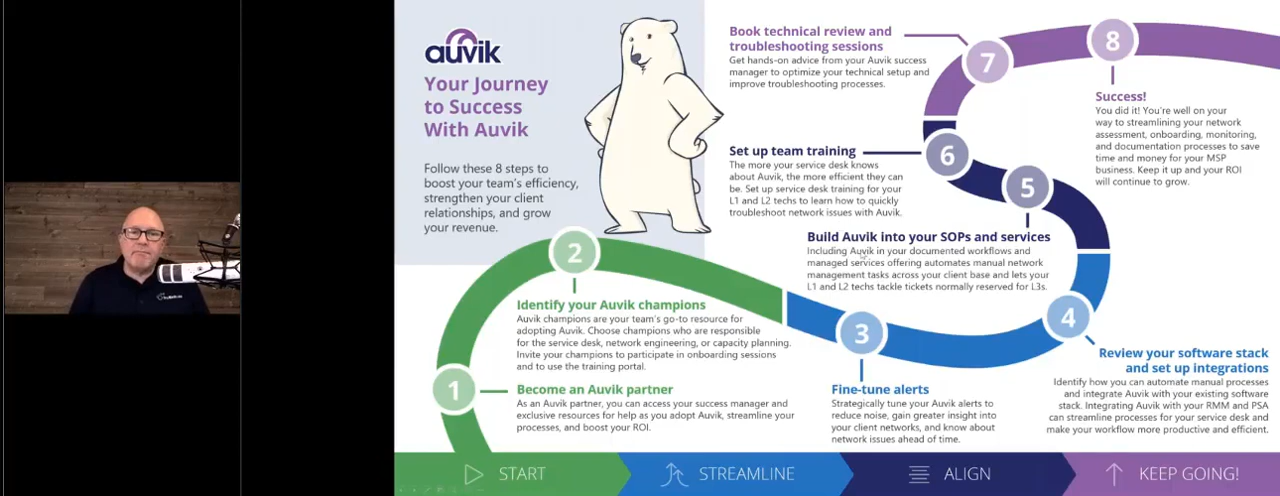 auvik
Your Journey
to Success
With Auvik
Follow these 8 steps to
boost your team's efficiency,
strengthen your client
relationships, and grow
your revenue.
1
Become an Auvik partner
As an Auvik partner, you can access your success manager and
exclusive resources for help as you adopt Auvik, streamline your
processes, and boost your ROI.
2
Identify your Auvik champions
Auvik champions are your team's go-to resource for
adopting Auvik. Choose champions who are responsible
for the service desk, network engineering, or capacity planning.
Invite your champions to participate in onboarding sessions
and to use the training portal.
3
Fine-tune alerts
Strategically tune your Auvik alerts to
reduce noise, gain greater insight into
your client networks, and know about
network issues ahead of time.
4
Review your software stack
and set up integrations
Identify how you can automate manual processes
and integrate Auvik with your existing software
stack. Integrating Auvik with your RMM and PSA
can streamline processes for your service desk and
make your workflow more productive and efficient.
5
Build Auvik into your SOPs and services
Including Auvik in your documented workflows and
managed services offering automates manual network
management tasks across your client base and lets your
L1 and L2 techs tackle tickets normally reserved for L3s.
6
Set up team training
The more your service desk knows
about Auvik, the more efficient they can
be. Set up service desk training for your
L1 and L2 techs to learn how to quickly
troubleshoot network issues with Auvik.
7
Book technical review and
troubleshooting sessions
Get hands-on advice from your Auvik success
manager to optimize your technical setup and
improve troubleshooting processes.
8
Success!
You did it! You're well on your
way to streamlining your network
assessment, onboarding, monitoring,
and documentation processes to save
time and money for your MSP
business. Keep it up and your ROI
will continue to grow.
START
STREAMLINE
ALIGN
KEEP GOING!